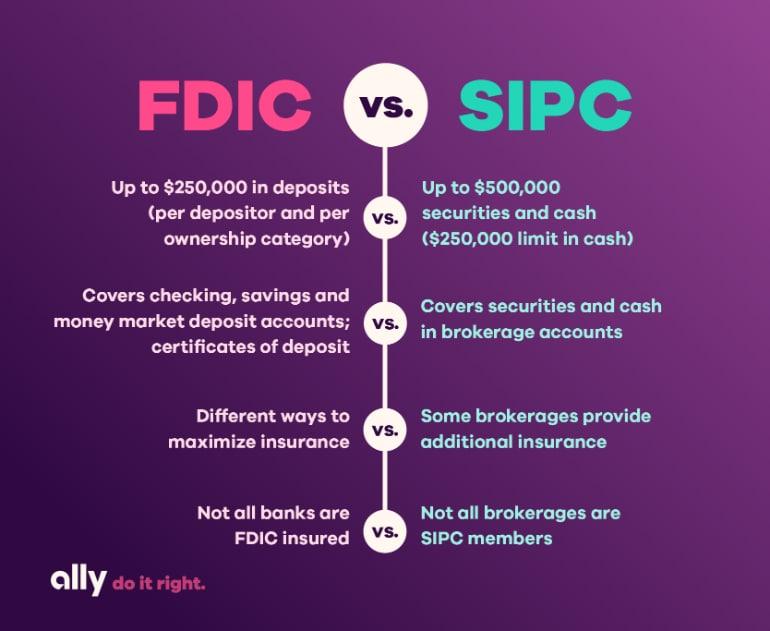 FDIC vs. SIPC
Up to $250,000 in deposits
(per depositor and per
ownership category)
vs.
Up to $500,000
securities and cash
($250,000 limit in cash)
Covers checking, savings and
money market deposit accounts;
certificates of deposit
vs.
Covers securities and cash
in brokerage accounts
Different ways to
maximize insurance
vs.
Some brokerages provide
additional insurance
Not all banks are
FDIC insured
vs.
Not all brokerages are
SIPC members
ally do it right.